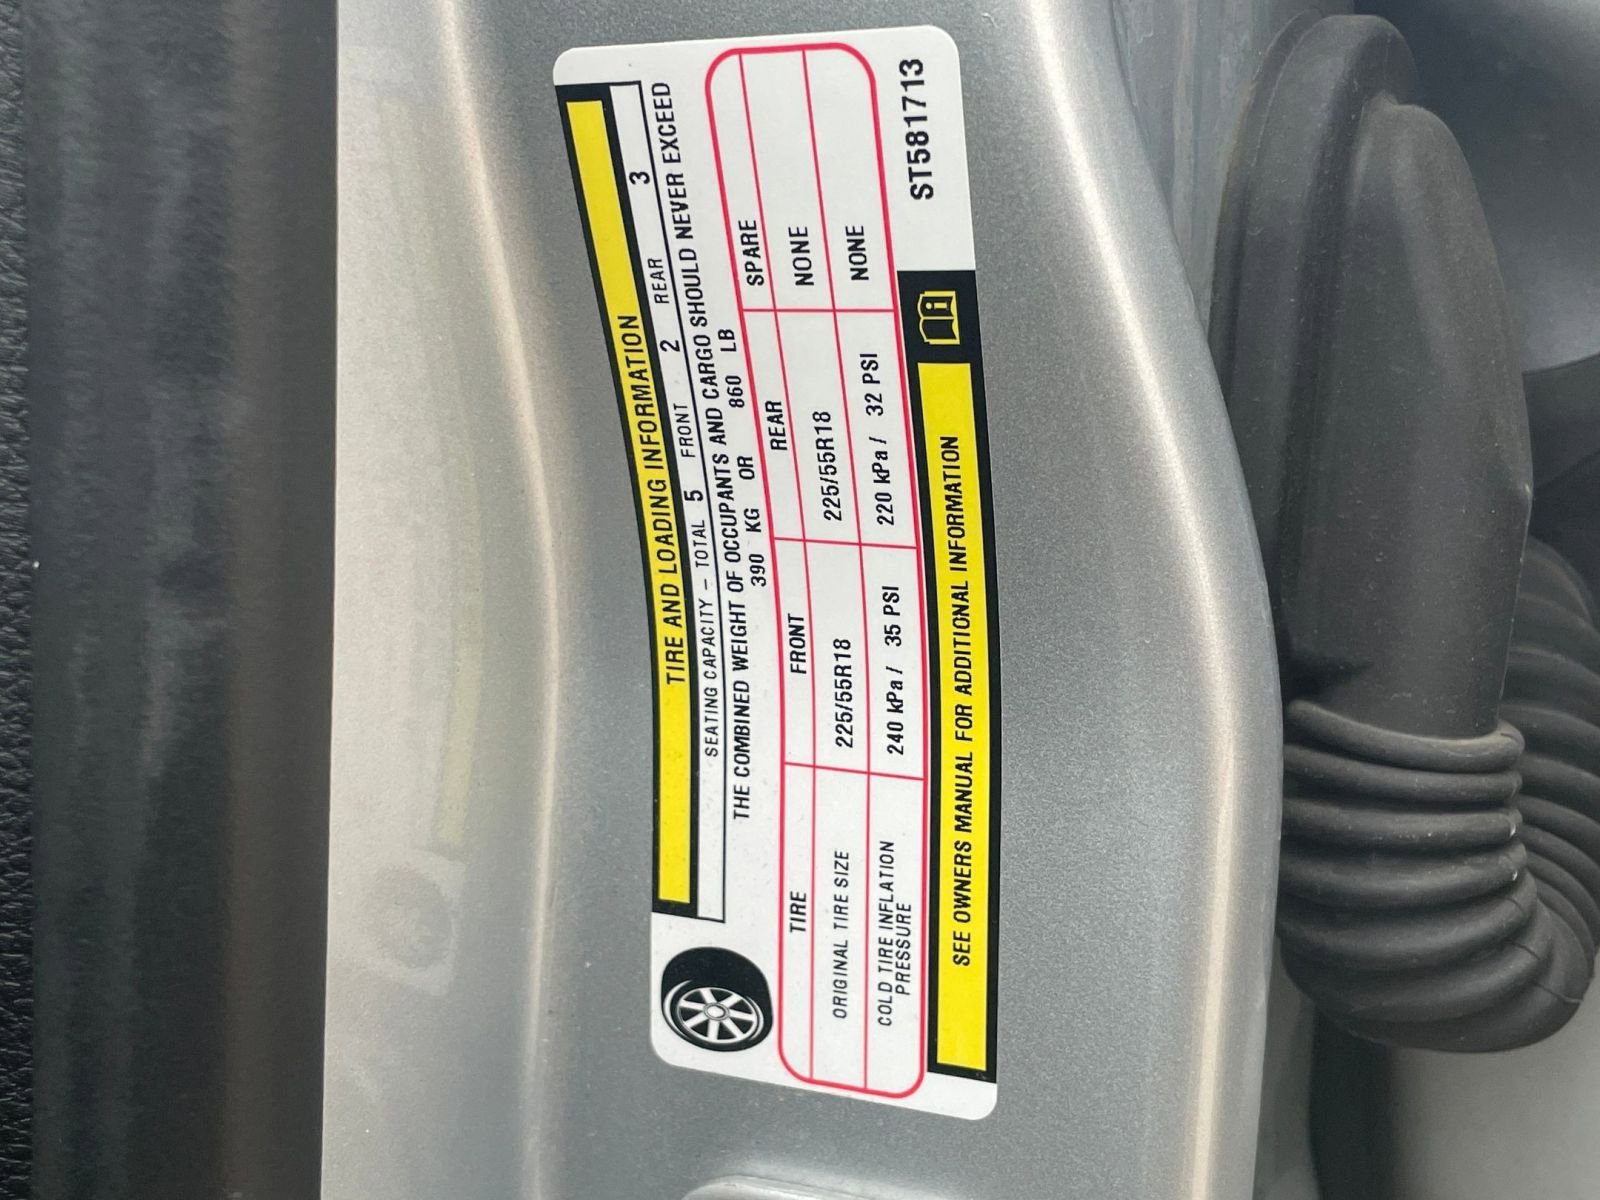 TIRE AND LOADING INFORMATION
SEATING CAPACITY – TOTAL 5 FRONT 2 REAR 3
THE COMBINED WEIGHT OF OCCUPANTS AND CARGO SHOULD NEVER EXCEED
390 KG OR 860 LB
TIRE FRONT REAR SPARE
ORIGINAL TIRE SIZE 225/55R18 225/55R18 NONE
COLD TIRE INFLATION
PRESSURE 240 kPa / 35 PSI 220 kPa / 32 PSI NONE
SEE OWNERS MANUAL FOR ADDITIONAL INFORMATION
ST581713